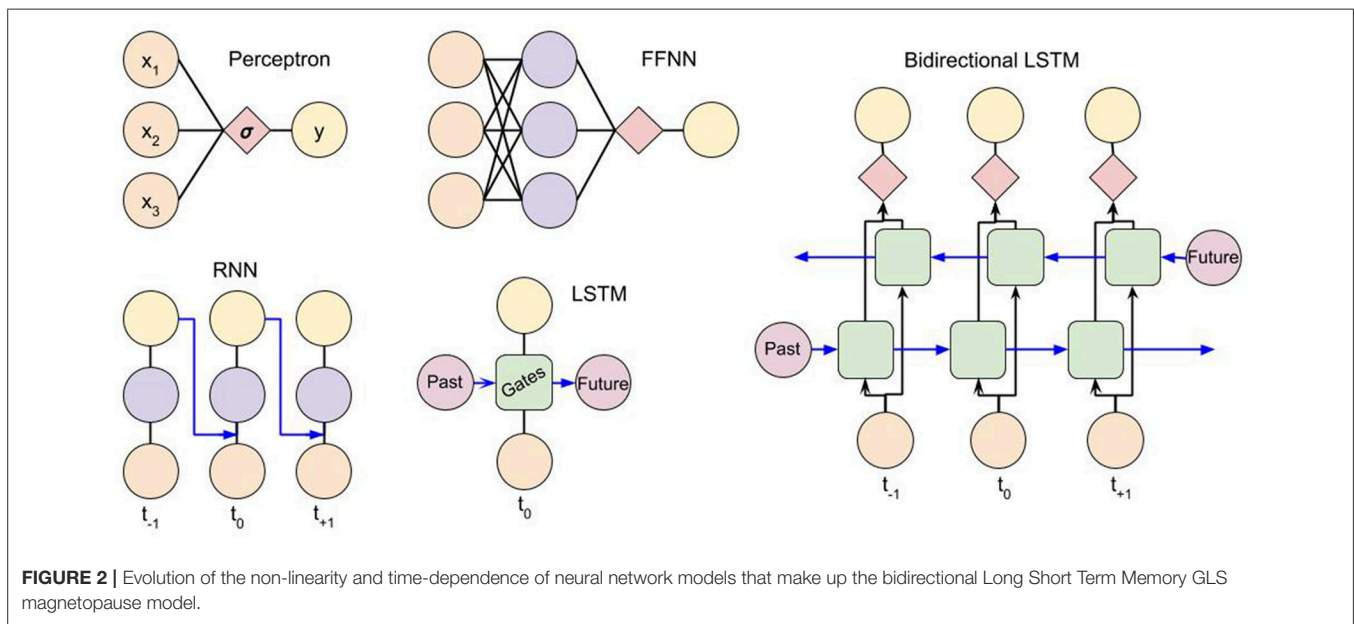 Perceptron
x1
x2
x3
σ
y
FFNN
Bidirectional LSTM
Future
Past
t-1
t0
t+1
RNN
t-1
t0
t+1
LSTM
Past
Gates
Future
t0
FIGURE 2 | Evolution of the non-linearity and time-dependence of neural network models that make up the bidirectional Long Short Term Memory GLS
magnetopause model.